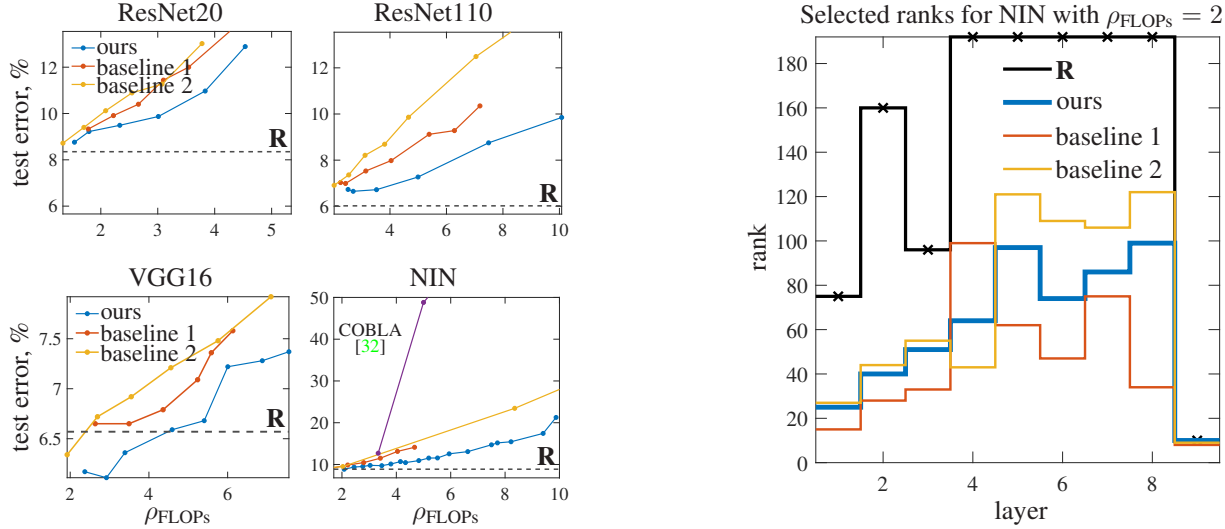 ResNet20
ResNet110
test error, %
12
10
8
6
2
3
4
5
ours
baseline 1
baseline 2
R
12
10
8
6
4
6
8
10
R
VGG16
NIN
test error, %
7.5
7
6.5
2
4
6
ρFLOPs
ours
baseline 1
baseline 2
R
50
40
30
20
10
2
4
6
8
10
ρFLOPs
COBLA
[32]
R
Selected ranks for NIN with ρFLOPs = 2
rank
180
160
140
120
100
80
60
40
20
0
2
4
6
8
layer
R
ours
baseline 1
baseline 2